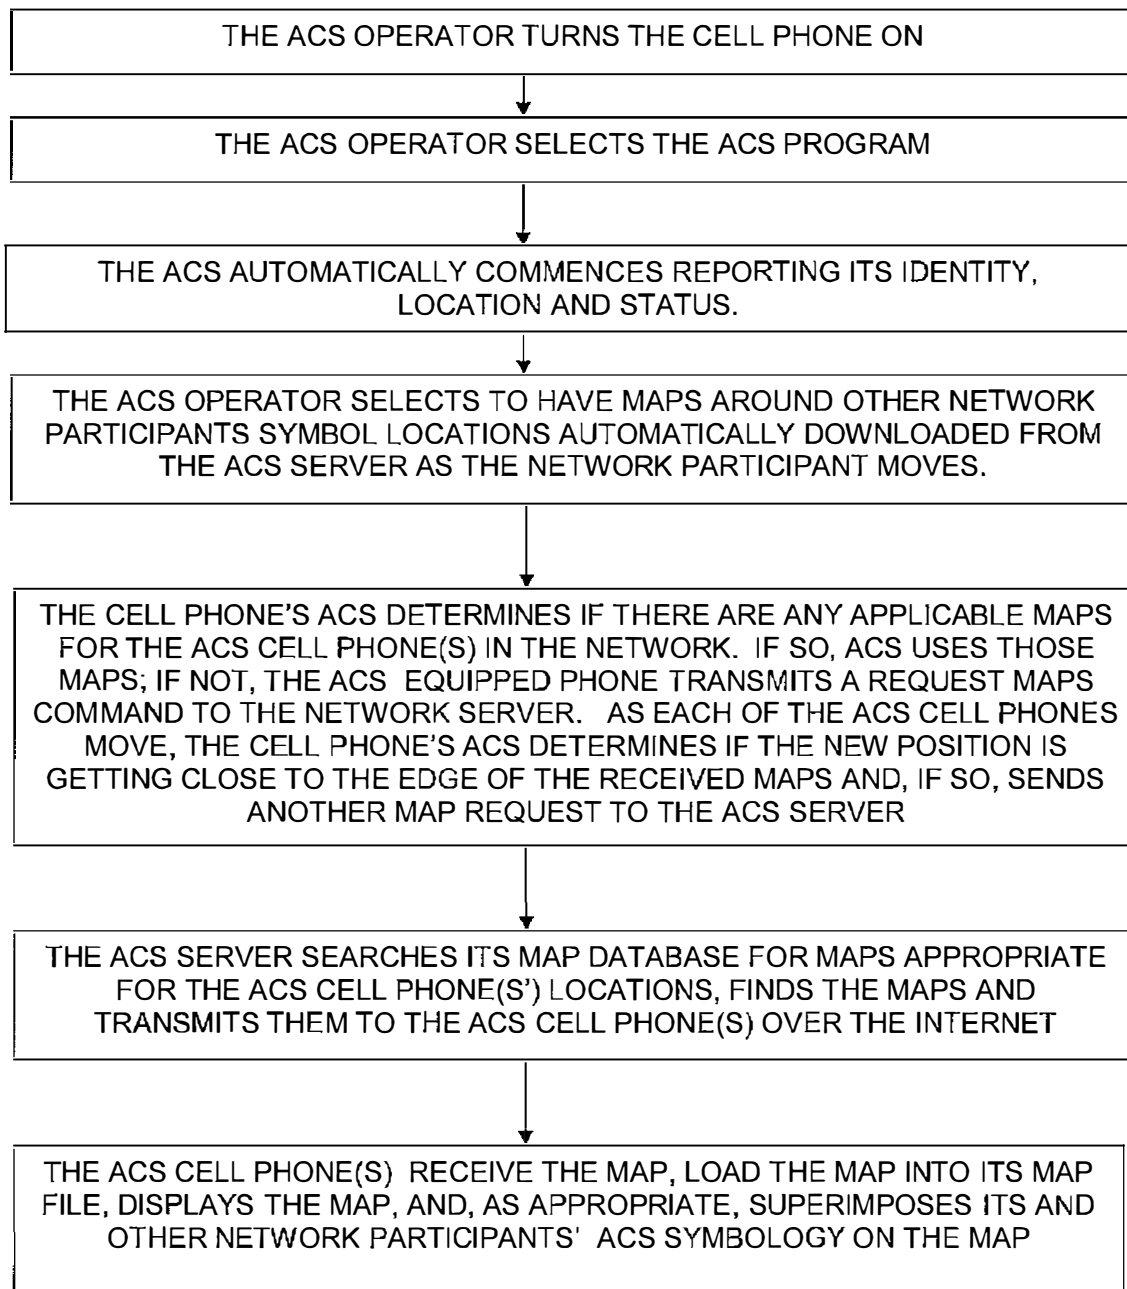 THE ACS OPERATOR TURNS THE CELL PHONE ON
THE ACS OPERATOR SELECTS THE ACS PROGRAM
THE ACS AUTOMATICALLY COMMENCES REPORTING ITS IDENTITY,
LOCATION AND STATUS.
THE ACS OPERATOR SELECTS TO HAVE MAPS AROUND OTHER NETWORK
PARTICIPANTS SYMBOL LOCATIONS AUTOMATICALLY DOWNLOADED FROM
THE ACS SERVER AS THE NETWORK PARTICIPANT MOVES.
THE CELL PHONE'S ACS DETERMINES IF THERE ARE ANY APPLICABLE MAPS
FOR THE ACS CELL PHONE(S) IN THE NETWORK. IF SO, ACS USES THOSE
MAPS; IF NOT, THE ACS EQUIPPED PHONE TRANSMITS A REQUEST MAPS
COMMAND TO THE NETWORK SERVER. AS EACH OF THE ACS CELL PHONES
MOVE, THE CELL PHONE'S ACS DETERMINES IF THE NEW POSITION IS
GETTING CLOSE TO THE EDGE OF THE RECEIVED MAPS AND, IF SO, SENDS
ANOTHER MAP REQUEST TO THE ACS SERVER
THE ACS SERVER SEARCHES ITS MAP DATABASE FOR MAPS APPROPRIATE
FOR THE ACS CELL PHONE(S') LOCATIONS, FINDS THE MAPS AND
TRANSMITS THEM TO THE ACS CELL PHONE(S) OVER THE INTERNET
THE ACS CELL PHONE(S) RECEIVE THE MAP, LOAD THE MAP INTO ITS MAP
FILE, DISPLAYS THE MAP, AND, AS APPROPRIATE, SUPERIMPOSES ITS AND
OTHER NETWORK PARTICIPANTS' ACS SYMBOLOGY ON THE MAP